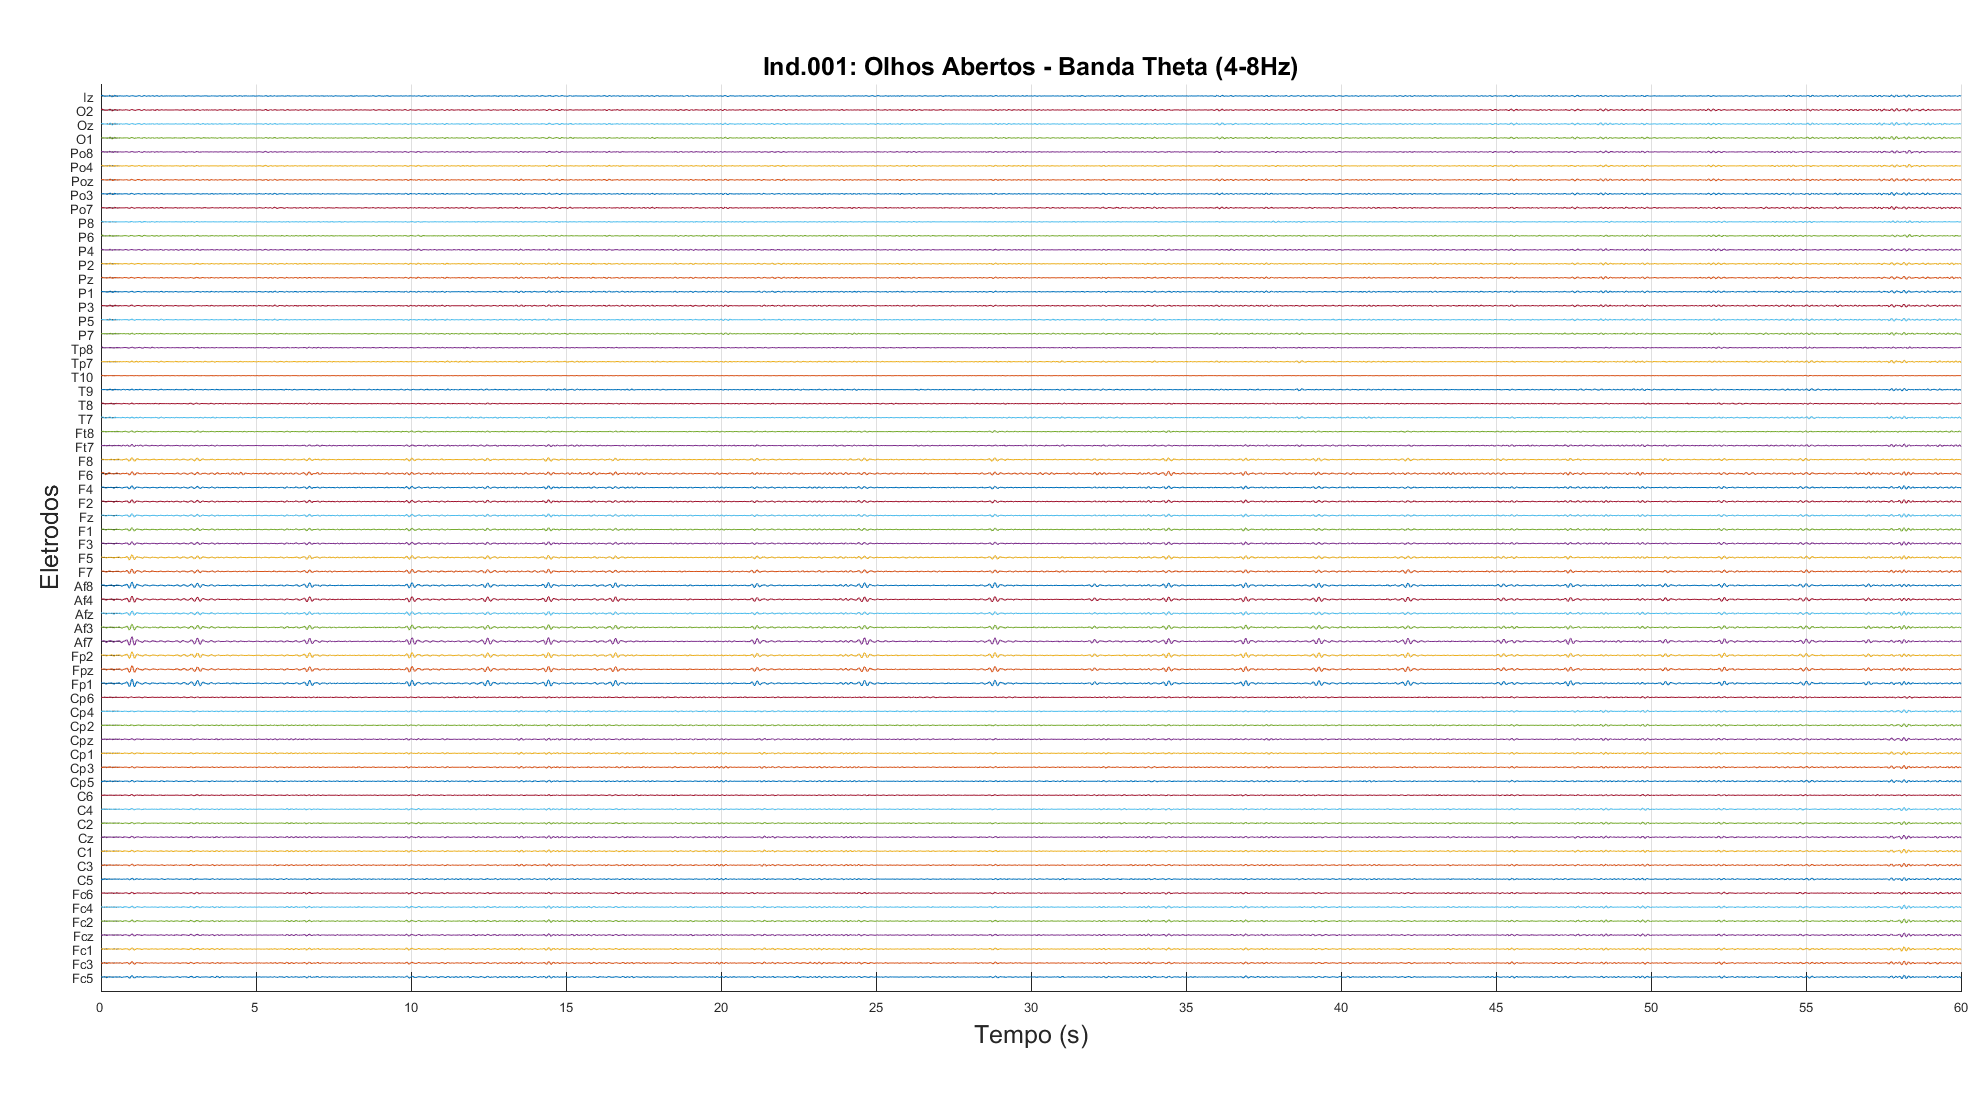 Ind.001: Olhos Abertos - Banda Theta (4-8Hz)
Eletrodos
Iz
O2
Oz
O1
Po8
Po4
Poz
Po3
Po7
P8
P6
P4
P2
Pz
P1
P3
P5
P7
Tp8
Tp7
T10
T9
T8
T7
Ft8
Ft7
F8
F6
F4
F2
Fz
F1
F3
F5
F7
Af8
Af4
Afz
Af3
Af7
Fp2
Fpz
Fp1
Cp6
Cp4
Cp2
Cpz
Cp1
Cp3
Cp5
C6
C4
C2
Cz
C1
C3
C5
Fc6
Fc4
Fc2
Fcz
Fc1
Fc3
Fc5
0 5 10 15 20 25 30 35 40 45 50 55 60
Tempo (s)